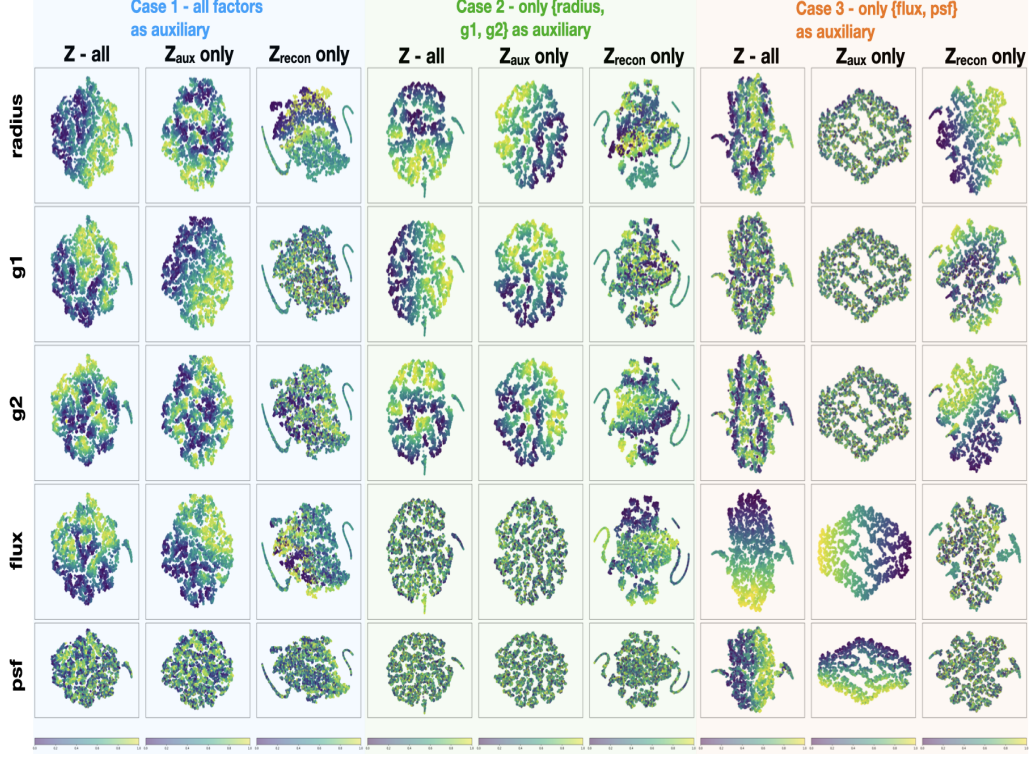 Case 1 - all factors
as auxiliary
Case 2 - only {radius,
g1, g2} as auxiliary
Case 3 - only {flux, psf}
as auxiliary
Z - all
Zaux only
Zrecon only
Z - all
Zaux only
Zrecon only
Z - all
Zaux only
Zrecon only
radius
g1
g2
flux
psf